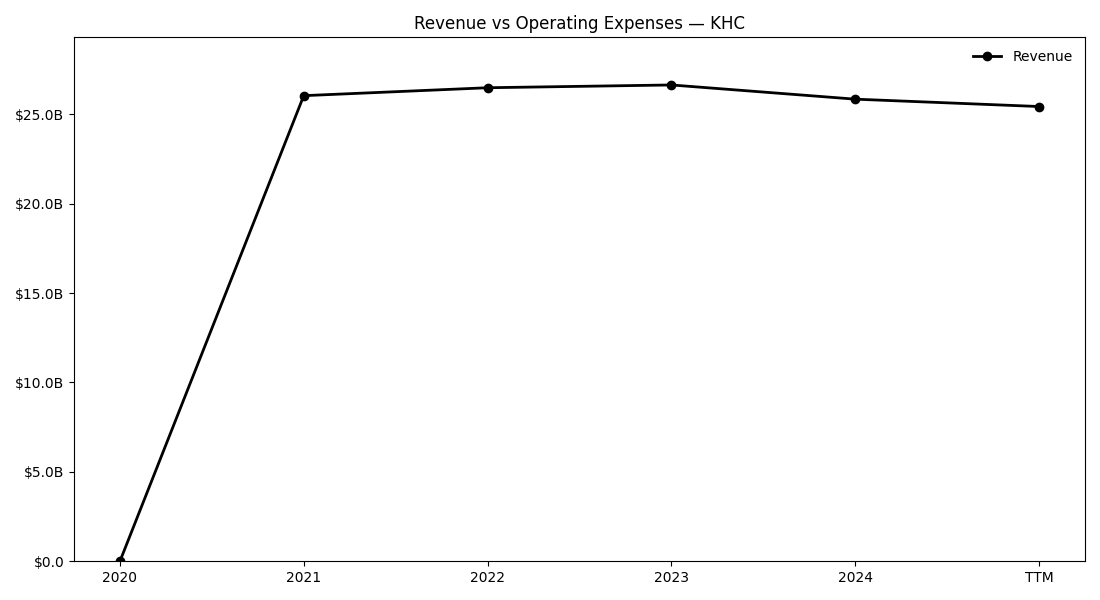 Revenue vs Operating Expenses — KHC
Revenue
$25.0B
$20.0B
$15.0B
$10.0B
$5.0B
$0.0
2020 2021 2022 2023 2024 TTM